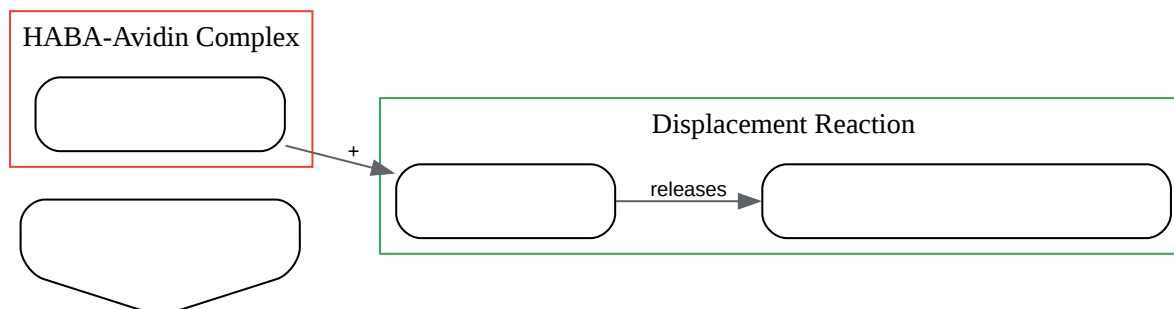 HABA-Avidin Complex
+
Displacement Reaction
releases